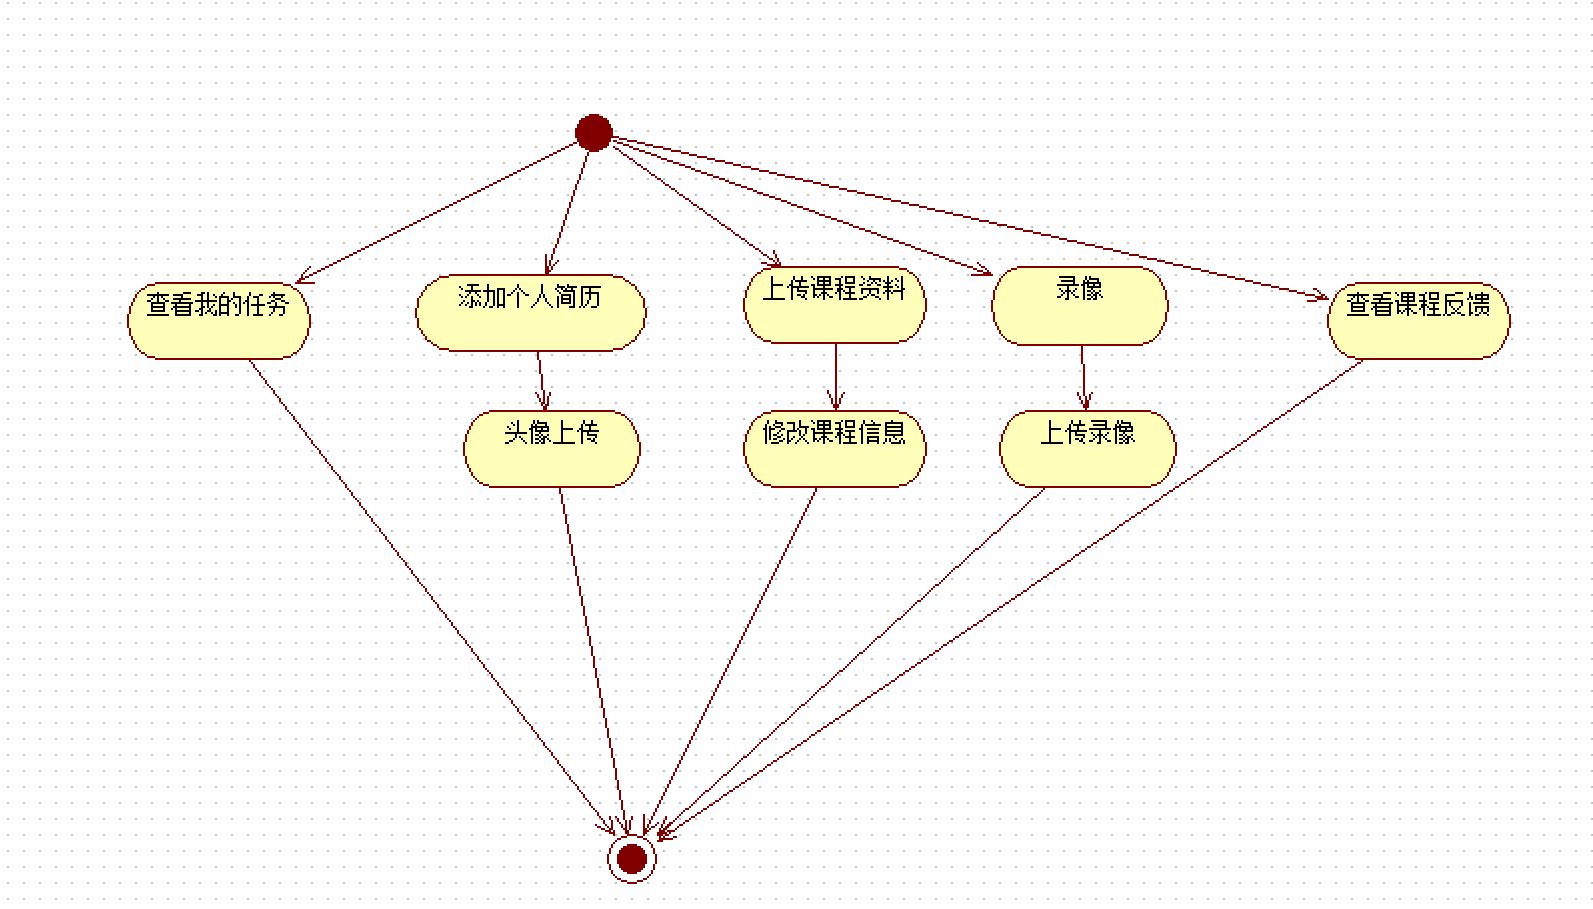 查看我的任务
添加个人简历
上传课程资料
录像
查看课程反馈
头像上传
修改课程信息
上传录像